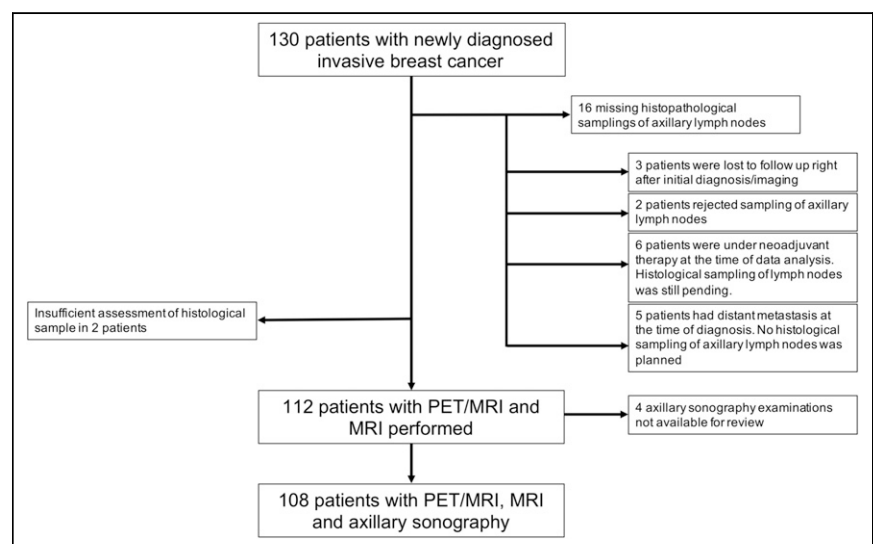 130 patients with newly diagnosed
invasive breast cancer
16 missing histopathological
samplings of axillary lymph nodes
3 patients were lost to follow up right
after initial diagnosis/imaging
2 patients rejected sampling of axillary
lymph nodes
6 patients were under neoadjuvant
therapy at the time of data analysis.
Histological sampling of lymph nodes
was still pending.
Insufficient assessment of histological
sample in 2 patients
5 patients had distant metastasis at
the time of diagnosis. No histological
sampling of axillary lymph nodes was
planned
112 patients with PET/MRI and
MRI performed
4 axillary sonography examinations
not available for review
108 patients with PET/MRI, MRI
and axillary sonography